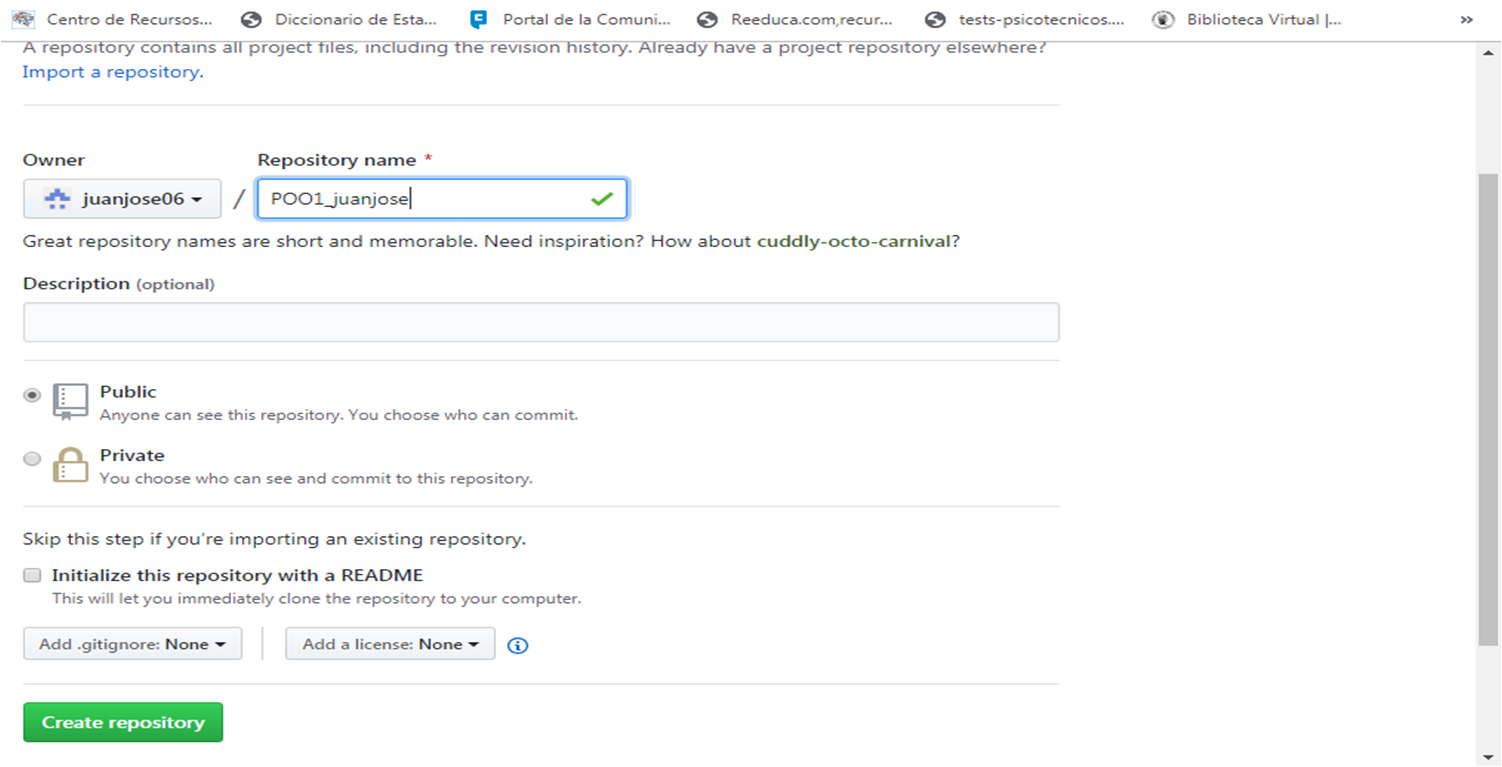 Centro de Recursos... Diccionario de Esta... Portal de la Comuni... Reeduca.com,recur... tests-psicotecnicos.... Biblioteca Virtual |... »
A repository contains all project files, including the revision history. Already have a project repository elsewhere?
Import a repository.
Owner Repository name *
juanjose06 / POO1_juanjose
Great repository names are short and memorable. Need inspiration? How about cuddly-octo-carnival?
Description (optional)
Public
Anyone can see this repository. You choose who can commit.
Private
You choose who can see and commit to this repository.
Skip this step if you're importing an existing repository.
Initialize this repository with a README
This will let you immediately clone the repository to your computer.
Add .gitignore: None Add a license: None
Create repository